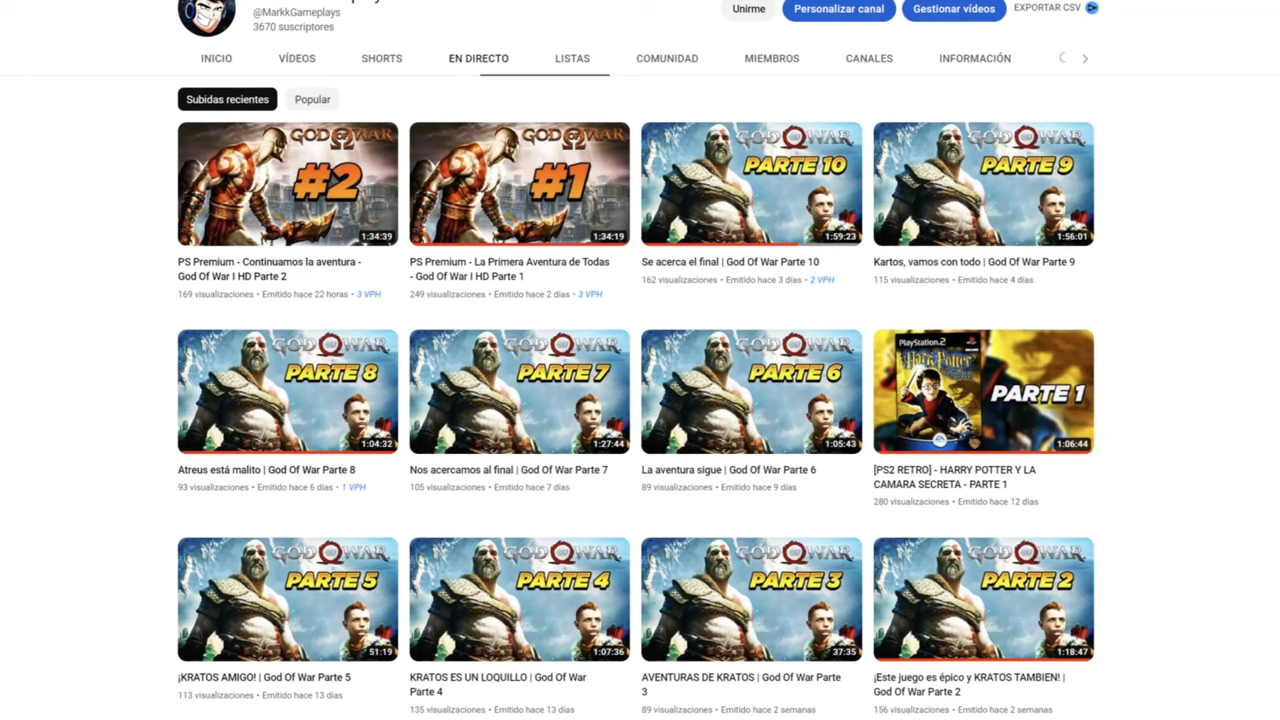 @MarkkGameplays
3670 suscriptores
Unirme
Personalizar canal
Gestionar vídeos
EXPORTAR CSV
INICIO
VÍDEOS
SHORTS
EN DIRECTO
LISTAS
COMUNIDAD
MIEMBROS
CANALES
INFORMACIÓN
Subidas recientes
Popular
GOD OF WAR
#2
1:34:39
GOD OF WAR
#1
1:34:19
GOD OF WAR
PARTE 10
1:59:23
GOD OF WAR
PARTE 9
1:56:01
PS Premium - Continuamos la aventura -
God Of War I HD Parte 2
169 visualizaciones • Emitido hace 22 horas • 3 VPH
PS Premium - La Primera Aventura de Todas
- God Of War I HD Parte 1
249 visualizaciones • Emitido hace 2 días • 3 VPH
Se acerca el final | God Of War Parte 10
162 visualizaciones • Emitido hace 3 días • 2 VPH
Kartos, vamos con todo | God Of War Parte 9
115 visualizaciones • Emitido hace 4 días
GOD OF WAR
PARTE 8
1:04:32
GOD OF WAR
PARTE 7
1:27:44
GOD OF WAR
PARTE 6
1:05:43
PlayStation.2
Harry Potter
EA
PARTE 1
1:06:44
Atreus está malito | God Of War Parte 8
93 visualizaciones • Emitido hace 6 días • 1 VPH
Nos acercamos al final | God Of War Parte 7
105 visualizaciones • Emitido hace 7 días
La aventura sigue | God Of War Parte 6
89 visualizaciones • Emitido hace 9 días
[PS2 RETRO] - HARRY POTTER Y LA
CAMARA SECRETA - PARTE 1
280 visualizaciones • Emitido hace 12 días
GOD OF WAR
PARTE 5
51:19
GOD OF WAR
PARTE 4
1:07:36
GOD OF WAR
PARTE 3
37:35
GOD OF WAR
PARTE 2
1:18:47
¡KRATOS AMIGO! | God Of War Parte 5
113 visualizaciones • Emitido hace 13 días
KRATOS ES UN LOQUILLO | God Of War
Parte 4
135 visualizaciones • Emitido hace 13 días
AVENTURAS DE KRATOS | God Of War Parte
3
89 visualizaciones • Emitido hace 2 semanas
¡Este juego es épico y KRATOS TAMBIEN! |
God Of War Parte 2
156 visualizaciones • Emitido hace 2 semanas